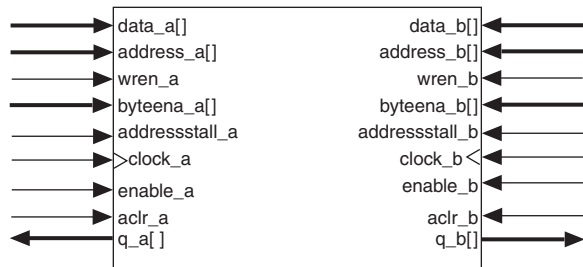 data_a[] data_b[]
address_a[] address_b[]
wren_a wren_b
byteena_a[] byteena_b[]
addressstall_a addressstall_b
clock_a clock_b
enable_a enable_b
aclr_a aclr_b
q_a[ ] q_b[]